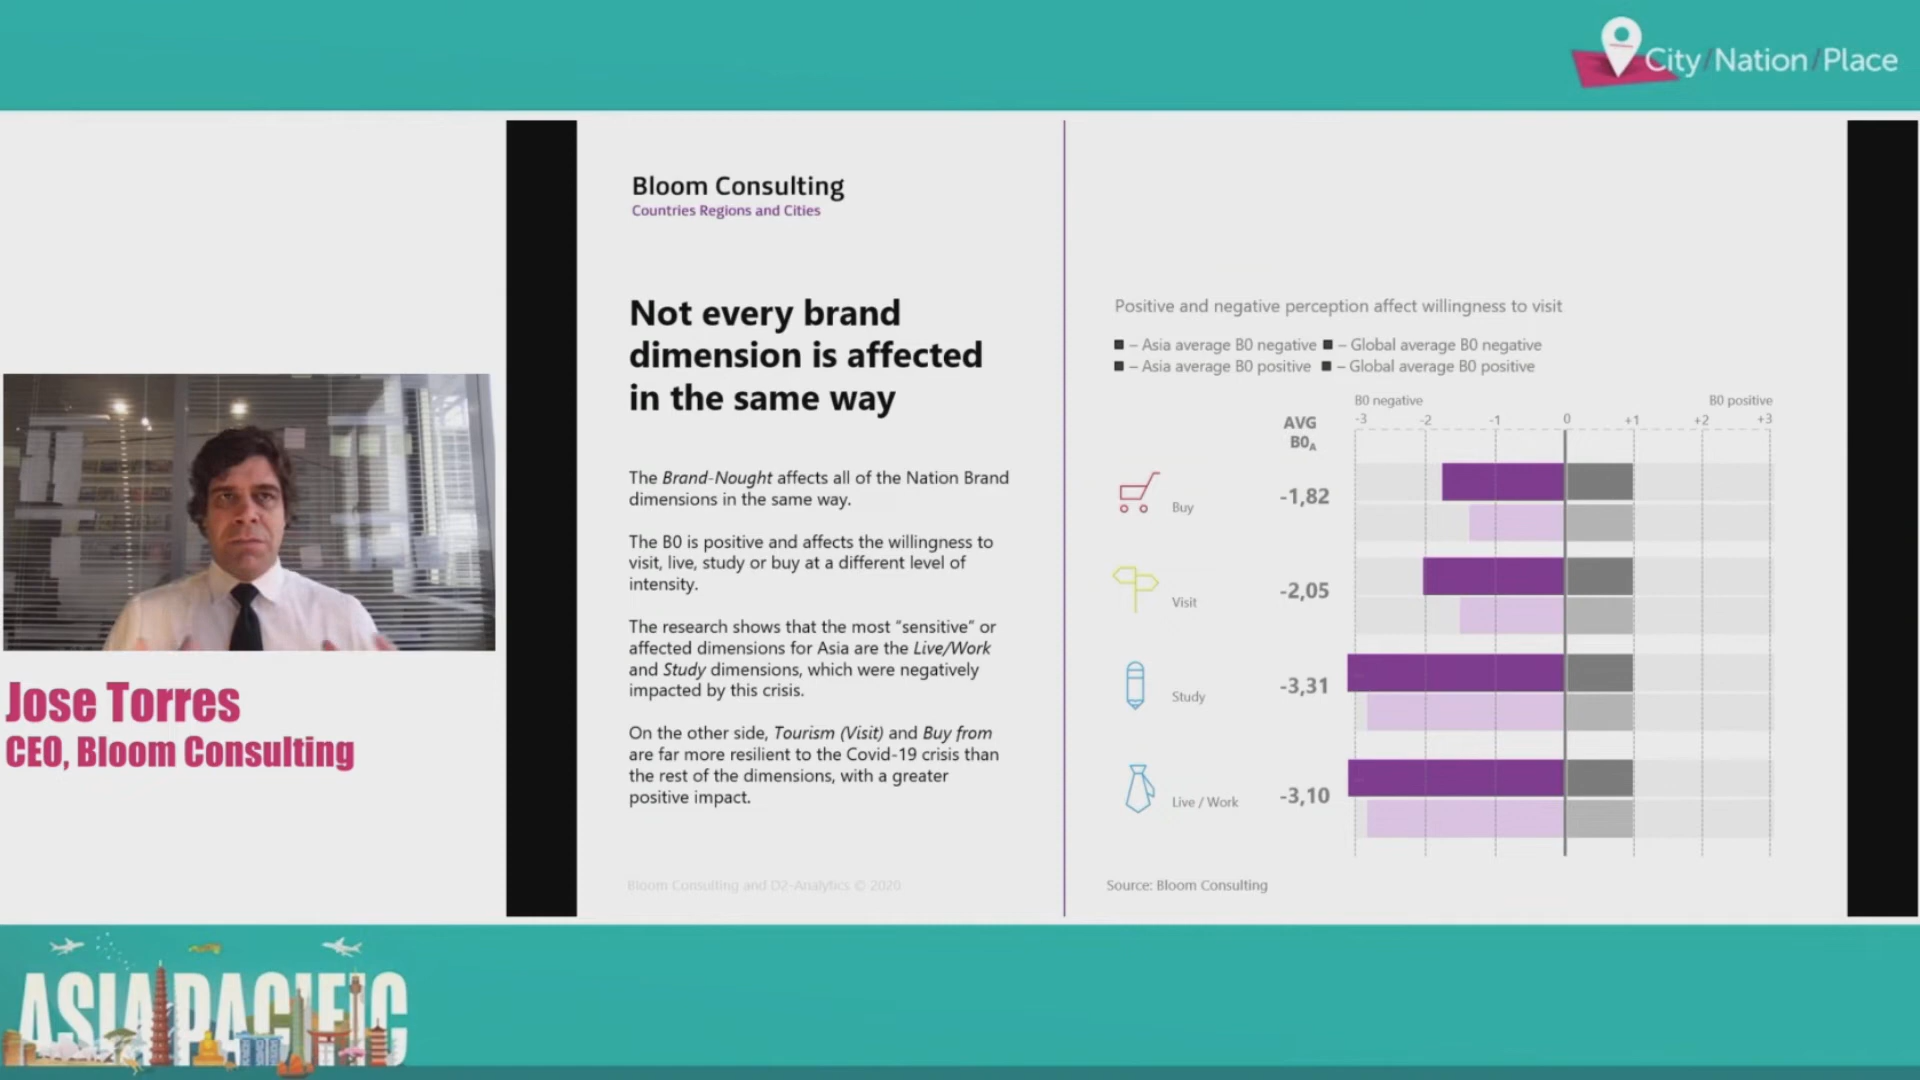 City/Nation/Place
Bloom Consulting
Countries Regions and Cities
Not every brand
dimension is affected
in the same way
The Brand-Nought affects all of the Nation Brand
dimensions in the same way.
The B0 is positive and affects the willingness to
visit, live, study or buy at a different level of
intensity.
The research shows that the most “sensitive” or
affected dimensions for Asia are the Live/Work
and Study dimensions, which were negatively
impacted by this crisis.
On the other side, Tourism (Visit) and Buy from
are far more resilient to the Covid-19 crisis than
the rest of the dimensions, with a greater
positive impact.
Bloom Consulting and D2-Analytics © 2020
Positive and negative perception affect willingness to visit
– Asia average B0 negative – Global average B0 negative
– Asia average B0 positive – Global average B0 positive
B0 negative B0 positive
-3 -2 -1 0 +1 +2 +3
AVG
B0A
Buy -1,82
Visit -2,05
Study -3,31
Live / Work -3,10
Source: Bloom Consulting
Jose Torres
CEO, Bloom Consulting
ASIA PACIFIC